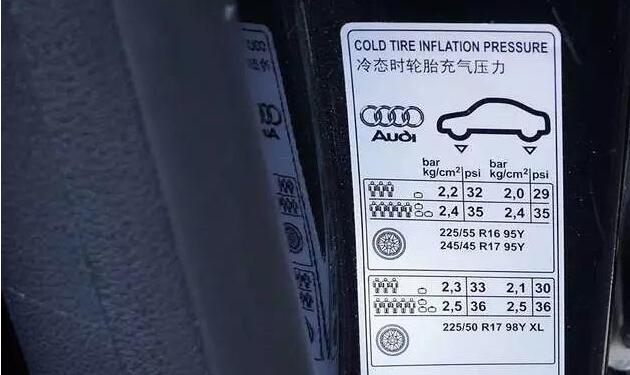 COLD TIRE INFLATION PRESSURE
冷态时轮胎充气压力
Audi
bar bar
kg/cm² psi kg/cm² psi
2,2 32 2,0 29
2,4 35 2,4 35
225/55 R16 95Y
245/45 R17 95Y
2,3 33 2,1 30
2,5 36 2,5 36
225/50 R17 98Y XL